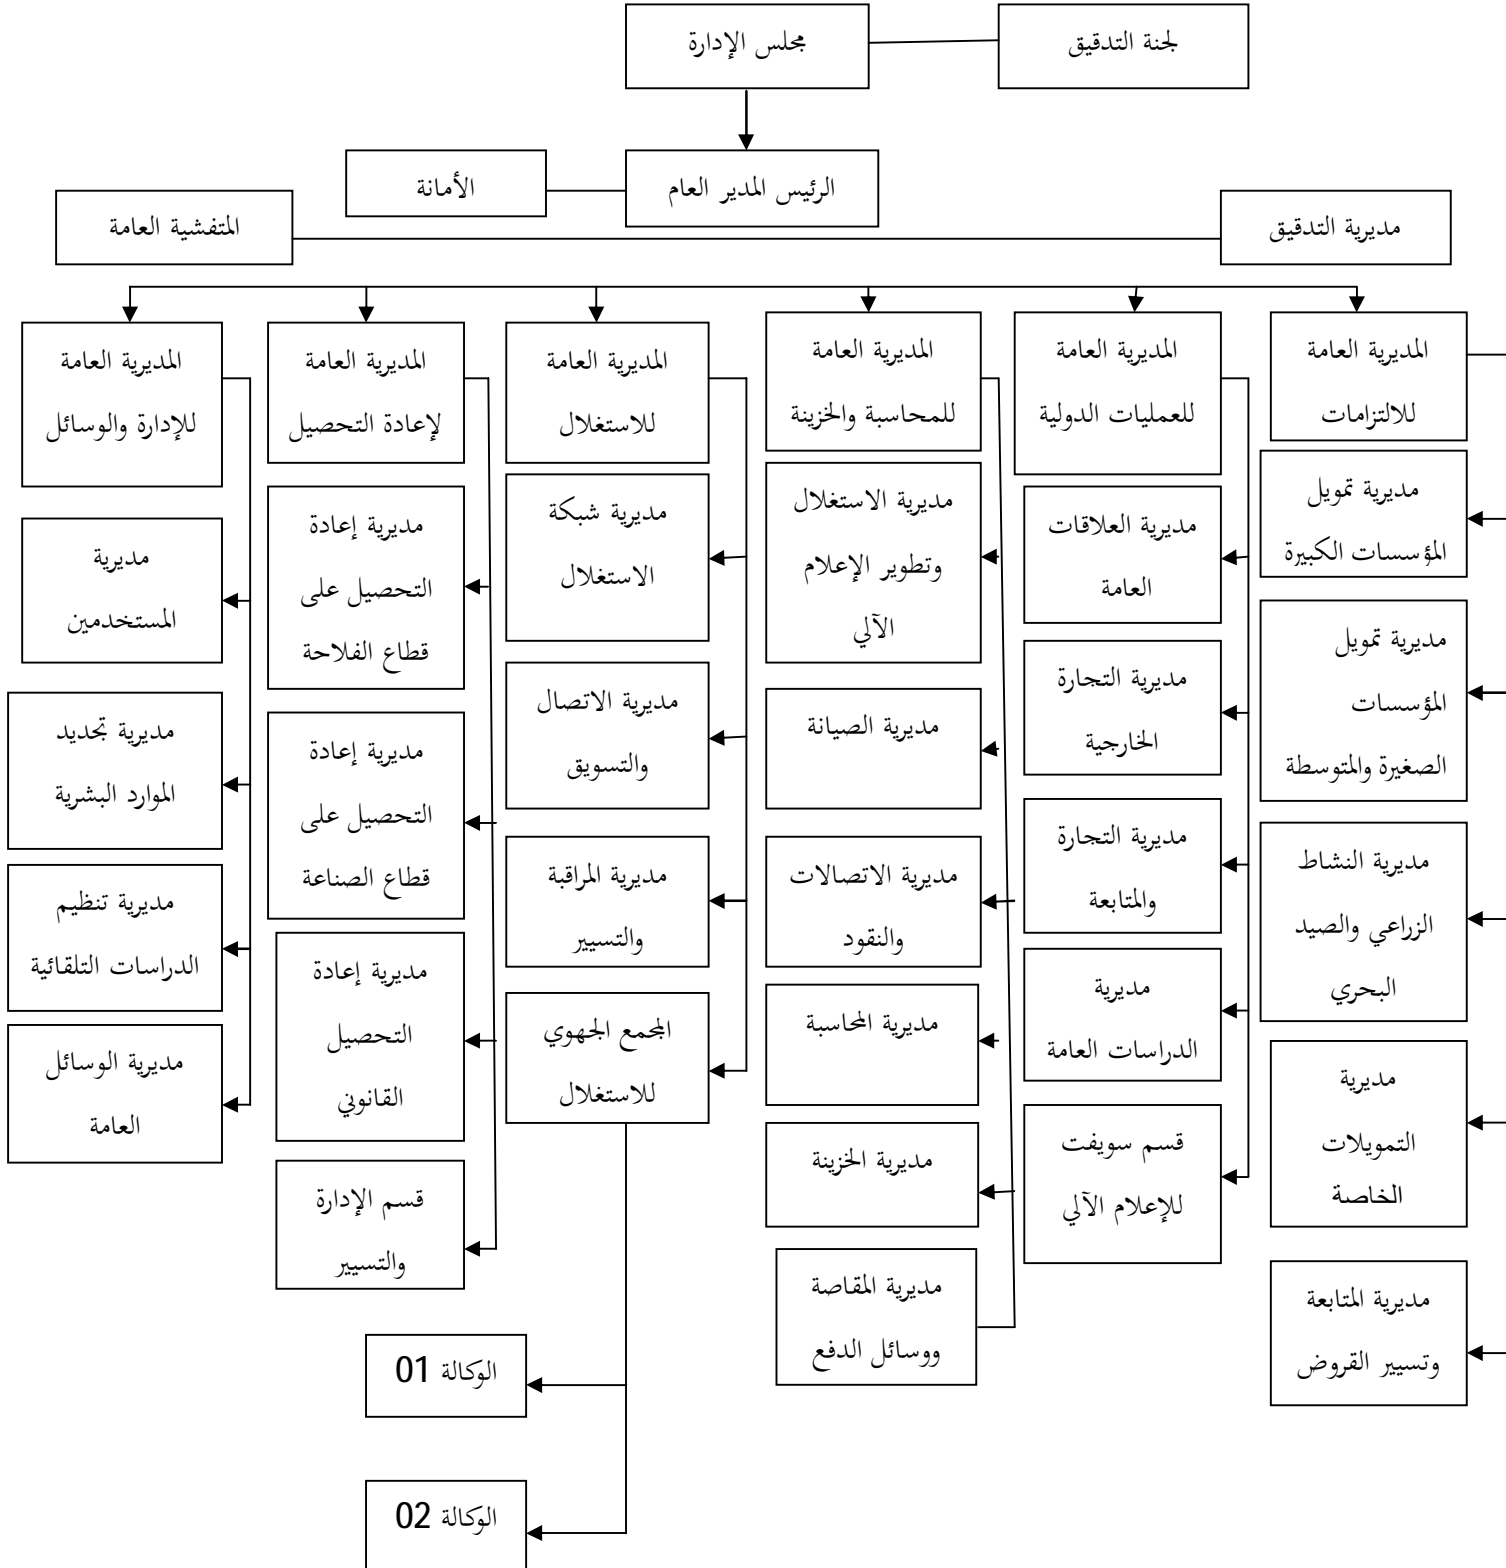 لجنة التدقيق
مجلس الإدارة
الرئيس المدير العام
الأمانة
مديرية التدقيق
المتفشية العامة
المديرية العامة
للالتزامات
مديرية تمويل
المؤسسات الكبيرة
مديرية تمويل
المؤسسات
الصغيرة والمتوسطة
مديرية النشاط
الزراعي والصيد
البحري
مديرية
التمويلات
الخاصة
مديرية المتابعة
وتسيير القروض
المديرية العامة
للعمليات الدولية
مديرية العلاقات
العامة
مديرية التجارة
الخارجية
مديرية التجارة
والمتابعة
مديرية
الدراسات العامة
قسم سويفت
للإعلام الآلي
المديرية العامة
للمحاسبة والخزينة
مديرية الاستغلال
وتطوير الإعلام
الآلي
مديرية الصيانة
مديرية الاتصالات
والنقود
مديرية المحاسبة
مديرية الخزينة
مديرية المقاصة
ووسائل الدفع
المديرية العامة
للاستغلال
مديرية شبكة
الاستغلال
مديرية الاتصال
والتسويق
مديرية المراقبة
والتسيير
المجمع الجهوي
للاستغلال
الوكالة 01
الوكالة 02
المديرية العامة
لإعادة التحصيل
مديرية إعادة
التحصيل على
قطاع الفلاحة
مديرية إعادة
التحصيل على
قطاع الصناعة
مديرية إعادة
التحصيل
القانوني
قسم الإدارة
والتسيير
المديرية العامة
للإدارة والوسائل
مديرية
المستخدمين
مديرية تجديد
الموارد البشرية
مديرية تنظيم
الدراسات التلقائية
مديرية الوسائل
العامة